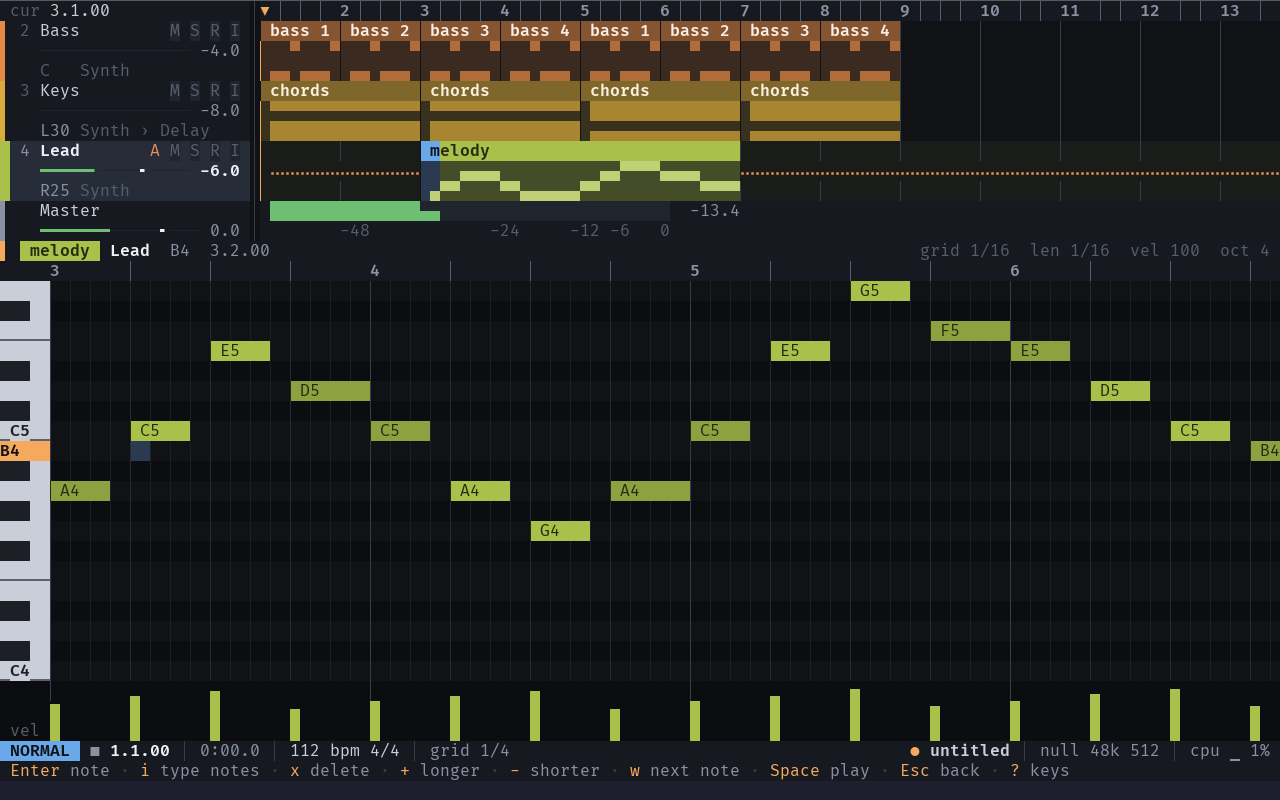 cur 3.1.00 ▼ 2 3 4 5 6 7 8 9 10 11 12 13
2 Bass M S R I bass 1 bass 2 bass 3 bass 4 bass 1 bass 2 bass 3 bass 4
-4.0
C Synth
3 Keys M S R I chords chords chords chords
-8.0
L30 Synth › Delay
4 Lead A M S R I melody
-6.0
R25 Synth
Master -13.4
0.0 -48 -24 -12 -6 0
melody Lead B4 3.2.00 grid 1/16 len 1/16 vel 100 oct 4
3 4 5 6
G5
F5
E5 E5 E5
D5 D5
C5 C5 C5 C5 C5
B4 B4
A4 A4 A4
G4
C4
vel
NORMAL ■ 1.1.00 0:00.0 112 bpm 4/4 grid 1/4 ● untitled null 48k 512 cpu _ 1%
Enter note · i type notes · x delete · + longer · - shorter · w next note · Space play · Esc back · ? keys